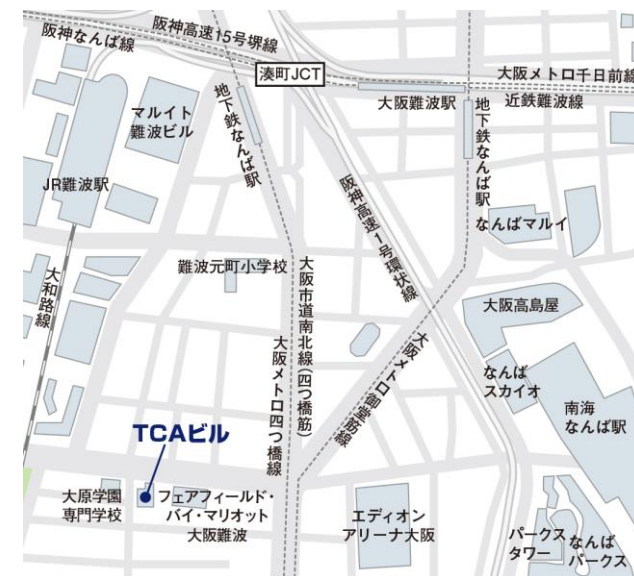 阪神高速15号堺線
阪神なんば線
湊町JCT
大阪メトロ千日前線
大阪難波駅
近鉄難波線
マルイト
難波ビル
地下鉄なんば駅
地下鉄なんば駅
JR難波駅
阪神高速1号環状線
なんばマルイ
難波元町小学校
大和路線
大阪市道南北線(四つ橋筋)
大阪高島屋
大阪メトロ四つ橋線
大阪メトロ御堂筋線
なんば
スカイオ
南海
なんば駅
TCAビル
大原学園
専門学校
フェアフィールド・
バイ・マリオット
大阪難波
エディオン
アリーナ大阪
パークス
タワー
なんば
パークス